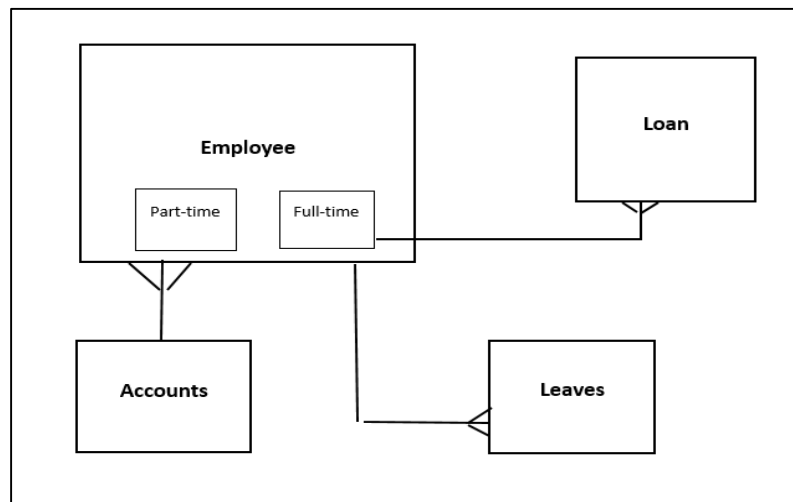 Employee
Part-time
Full-time
Loan
Accounts
Leaves